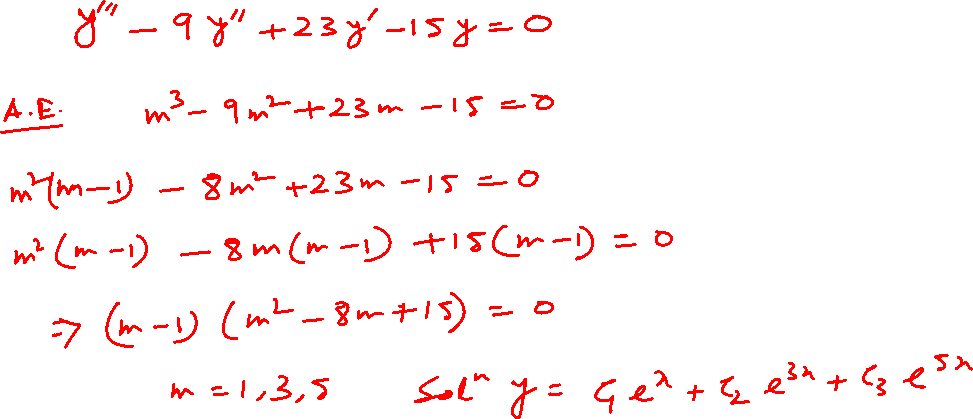 y''' - 9y'' + 23y' - 15y = 0
A.E. m³ - 9m² + 23m - 15 = 0
m²(m-1) - 8m² + 23m - 15 = 0
m²(m-1) - 8m(m-1) + 15(m-1) = 0
⇒ (m-1)(m² - 8m + 15) = 0
m = 1,3,5 Solⁿ y = C₁eˣ + C₂e³ˣ + C₃e⁵ˣ